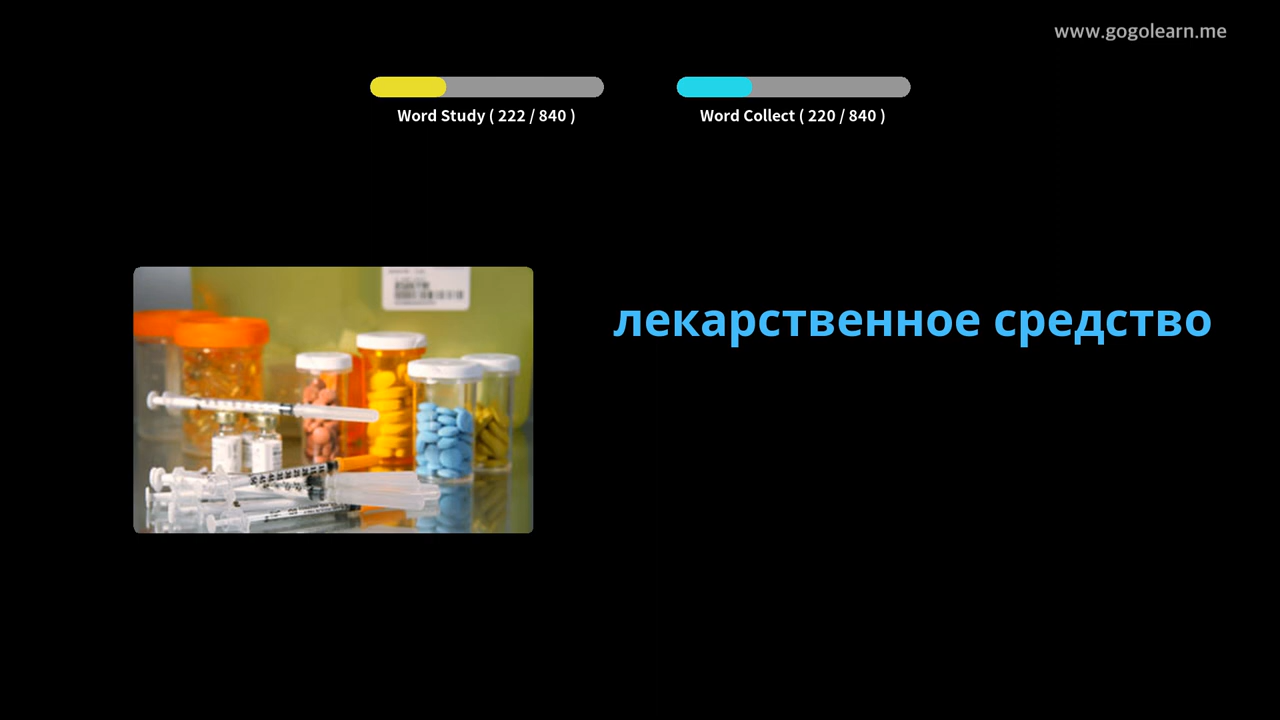 www.gogolearn.me
Word Study ( 222 / 840 )
Word Collect ( 220 / 840 )
лекарственное средство